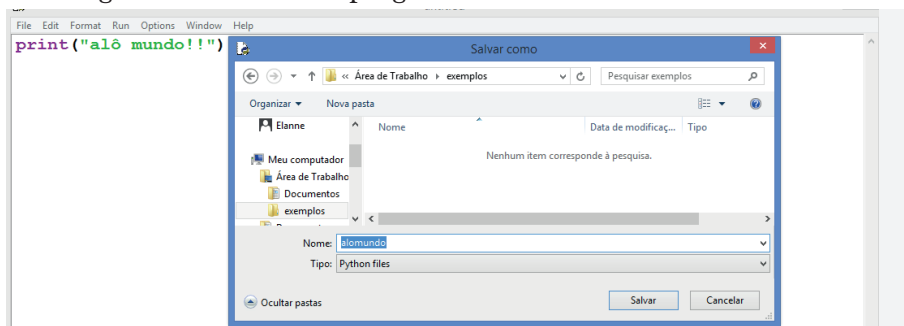 File Edit Format Run Options Window Help
print("alô mundo!!")
Salvar como
« Área de Trabalho exemplos
Pesquisar exemplos
Organizar Nova pasta
Elanne
Meu computador
Área de Trabalho
Documentos
exemplos
Nome Data de modificaç... Tipo
Nenhum item corresponde à pesquisa.
Nome: alomundo
Tipo: Python files
Ocultar pastas
Salvar Cancelar